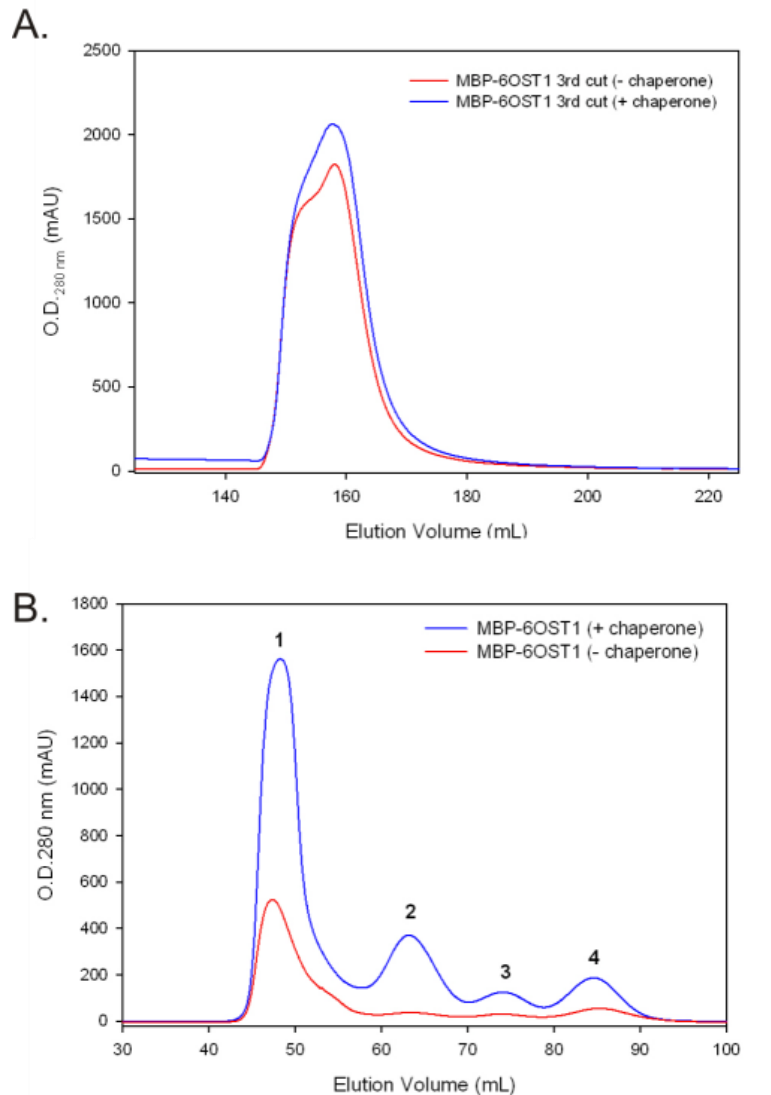 A.
2500
2000
1500
1000
500
0
O.D.280 nm (mAU)
MBP-6OST1 3rd cut (- chaperone)
MBP-6OST1 3rd cut (+ chaperone)
140 160 180 200 220
Elution Volume (mL)
B.
1800
1600
1400
1200
1000
800
600
400
200
0
O.D.280 nm (mAU)
MBP-6OST1 (+ chaperone)
MBP-6OST1 (- chaperone)
1
2
3
4
30 40 50 60 70 80 90 100
Elution Volume (mL)